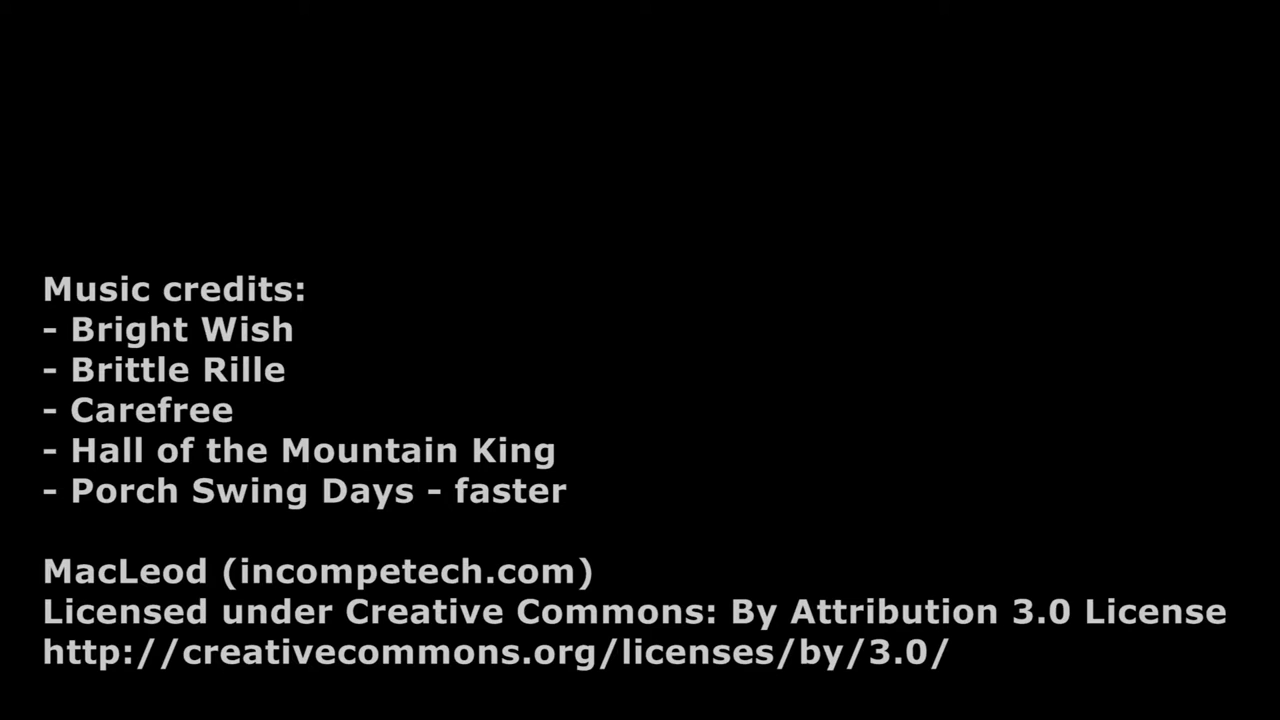 Music credits:
- Bright Wish
- Brittle Rille
- Carefree
- Hall of the Mountain King
- Porch Swing Days - faster
MacLeod (incompetech.com)
Licensed under Creative Commons: By Attribution 3.0 License
http://creativecommons.org/licenses/by/3.0/